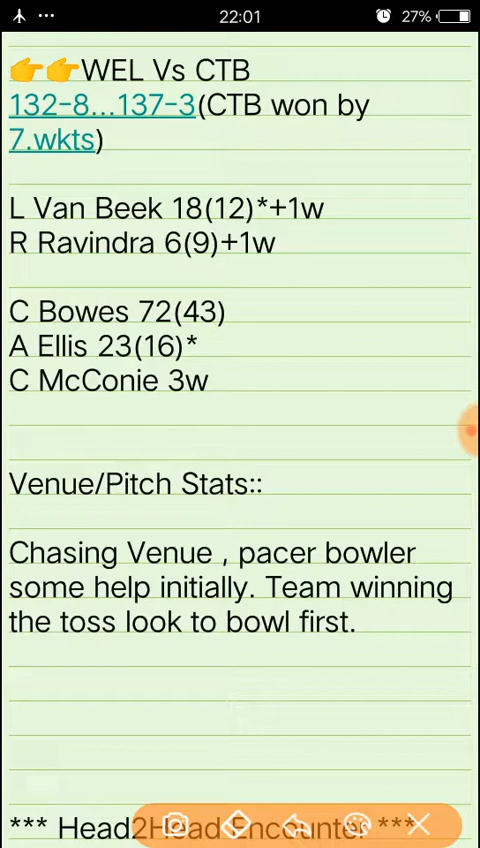 22:01
27%
👉👉WEL Vs CTB
132-8...137-3(CTB won by
7.wkts)
L Van Beek 18(12)*+1w
R Ravindra 6(9)+1w
C Bowes 72(43)
A Ellis 23(16)*
C McConie 3w
Venue/Pitch Stats::
Chasing Venue , pacer bowler
some help initially. Team winning
the toss look to bowl first.
*** Head2Head Encounter ***